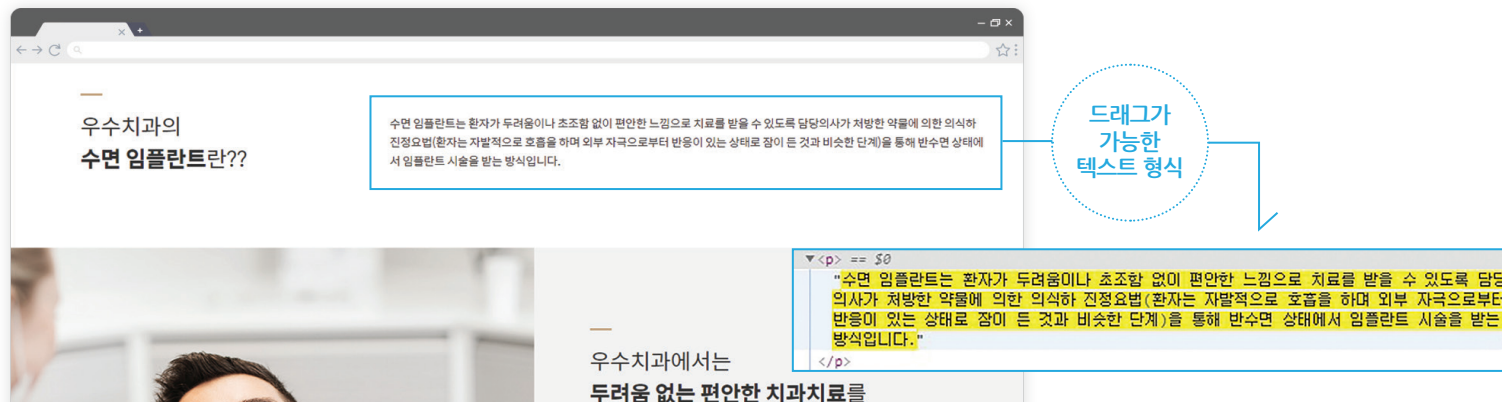 우수치과의
수면 임플란트란??
수면 임플란트는 환자가 두려움이나 초조함 없이 편안한 느낌으로 치료를 받을 수 있도록 담당의사가 처방한 약물에 의한 의식하
진정요법(환자는 자발적으로 호흡을 하며 외부 자극으로부터 반응이 있는 상태로 잠이 든 것과 비슷한 단계)을 통해 반수면 상태에
서 임플란트 시술을 받는 방식입니다.
드래그가
가능한
텍스트 형식
▼<p> == $0
"수면 임플란트는 환자가 두려움이나 초조함 없이 편안한 느낌으로 치료를 받을 수 있도록 담당
의사가 처방한 약물에 의한 의식하 진정요법(환자는 자발적으로 호흡을 하며 외부 자극으로부터
반응이 있는 상태로 잠이 든 것과 비슷한 단계)을 통해 반수면 상태에서 임플란트 시술을 받는
방식입니다."
</p>
우수치과에서는
두려움 없는 편안한 치과치료를